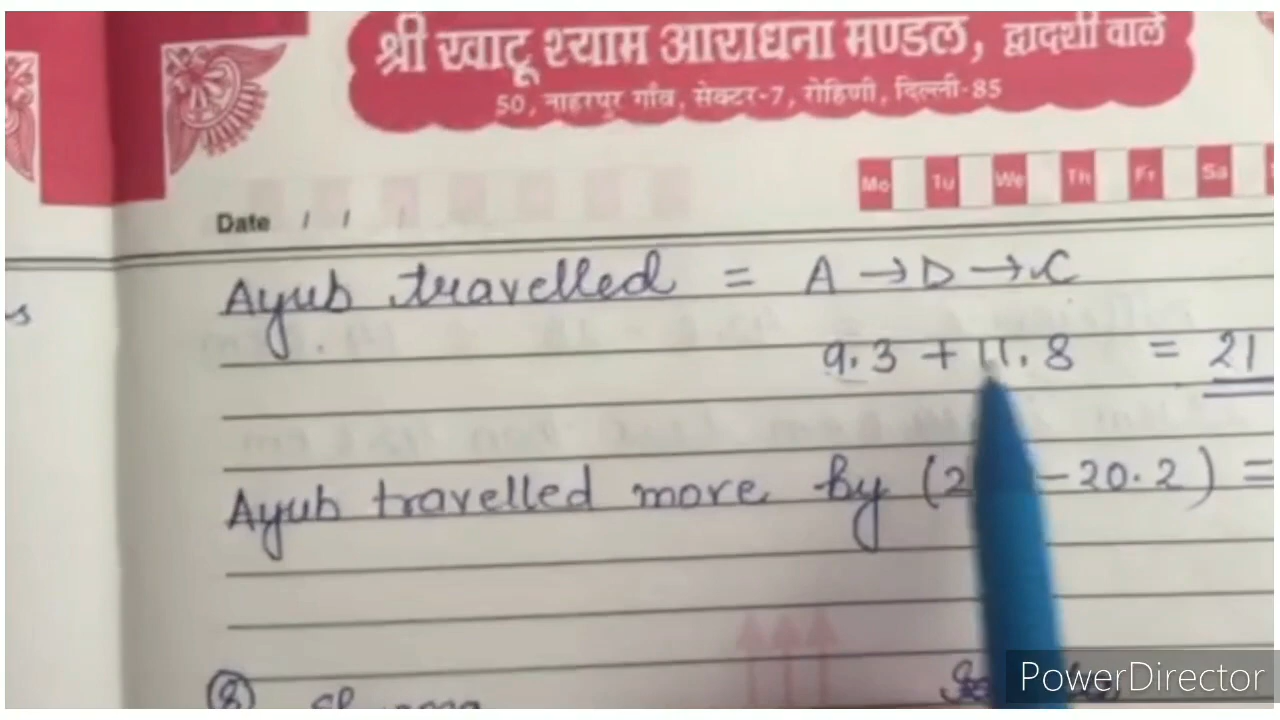 श्री खाटू श्याम आराधना मण्डल, द्वादशी वाले
50, नाहरपुर गाँव, सेक्टर-7, रोहिणी, दिल्ली-85
Mo Tu We Th Fr Sa
Date / /
s
Ayub travelled = A → D → C
9.3 + 11.8 = 21
Ayub travelled more by (2 - 20.2) =
8
PowerDirector